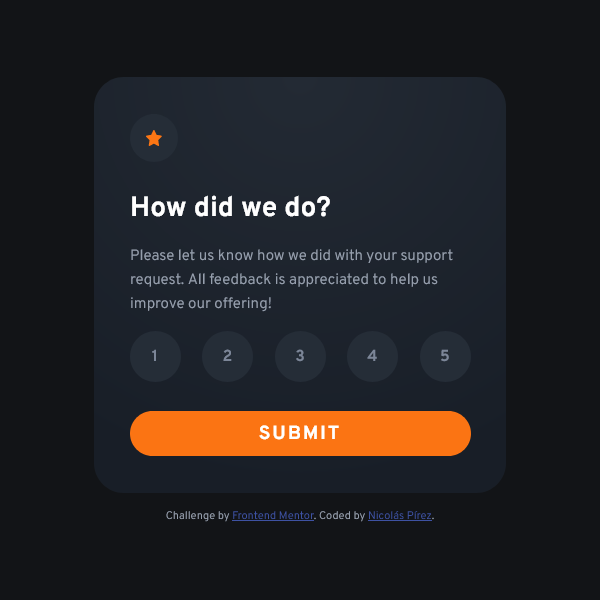 How did we do?
Please let us know how we did with your support
request. All feedback is appreciated to help us
improve our offering!
1 2 3 4 5
SUBMIT
Challenge by Frontend Mentor. Coded by Nicolás Pírez.